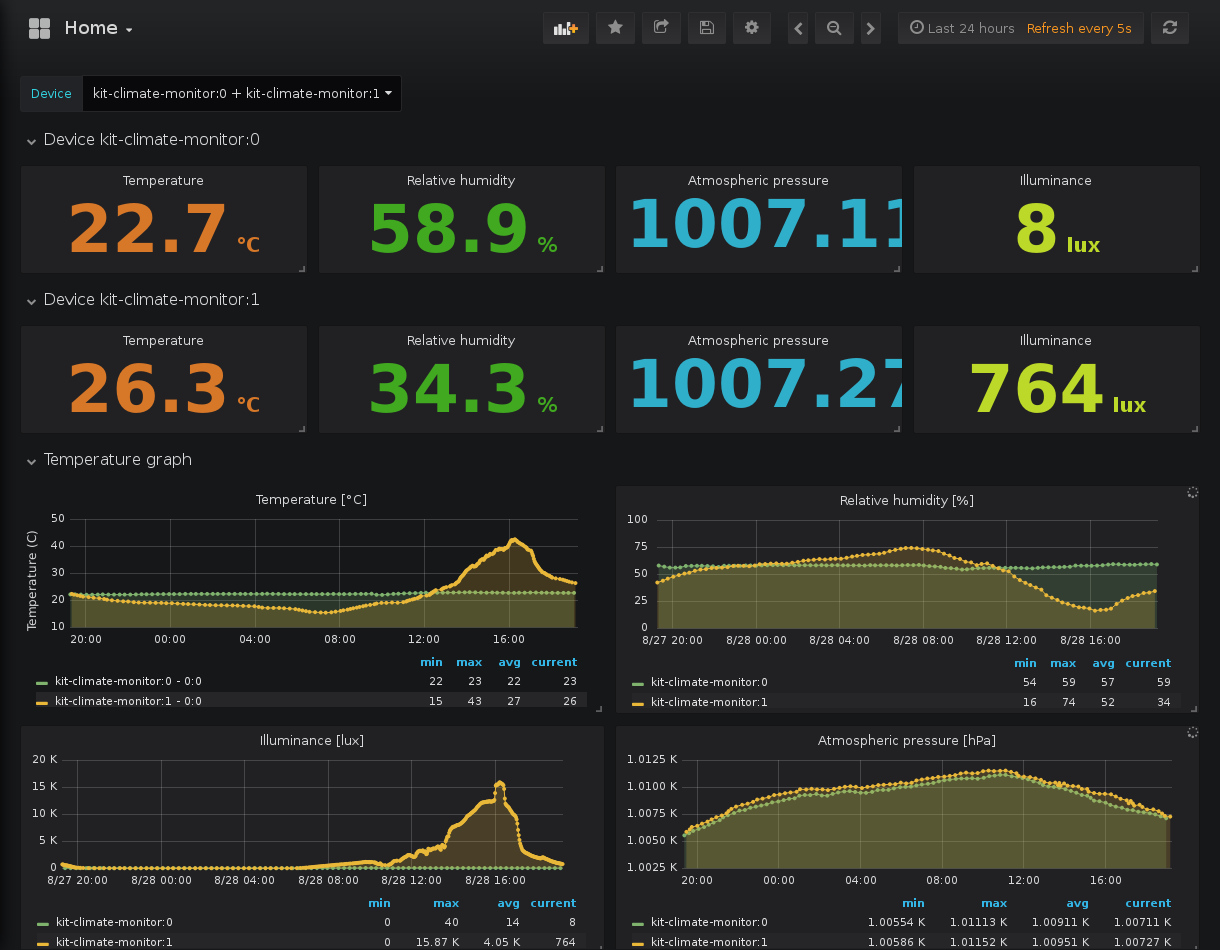 Home
Last 24 hours Refresh every 5s
Device kit-climate-monitor:0 + kit-climate-monitor:1
Device kit-climate-monitor:0
Temperature Relative humidity Atmospheric pressure Illuminance
22.7 °C 58.9 % 1007.11 8 lux
Device kit-climate-monitor:1
Temperature Relative humidity Atmospheric pressure Illuminance
26.3 °C 34.3 % 1007.27 764 lux
Temperature graph
Temperature [°C]
Temperature (C)
50
40
30
20
10
20:00 00:00 04:00 08:00 12:00 16:00
min max avg current
kit-climate-monitor:0 - 0:0 22 23 22 23
kit-climate-monitor:1 - 0:0 15 43 27 26
Relative humidity [%]
100
75
50
25
0
8/27 20:00 8/28 00:00 8/28 04:00 8/28 08:00 8/28 12:00 8/28 16:00
min max avg current
kit-climate-monitor:0 54 59 57 59
kit-climate-monitor:1 16 74 52 34
Illuminance [lux]
20 K
15 K
10 K
5 K
0
8/27 20:00 8/28 00:00 8/28 04:00 8/28 08:00 8/28 12:00 8/28 16:00
min max avg current
kit-climate-monitor:0 0 40 14 8
kit-climate-monitor:1 0 15.87 K 4.05 K 764
Atmospheric pressure [hPa]
1.0125 K
1.0100 K
1.0075 K
1.0050 K
1.0025 K
20:00 00:00 04:00 08:00 12:00 16:00
min max avg current
kit-climate-monitor:0 1.00554 K 1.01113 K 1.00911 K 1.00711 K
kit-climate-monitor:1 1.00586 K 1.01152 K 1.00951 K 1.00727 K